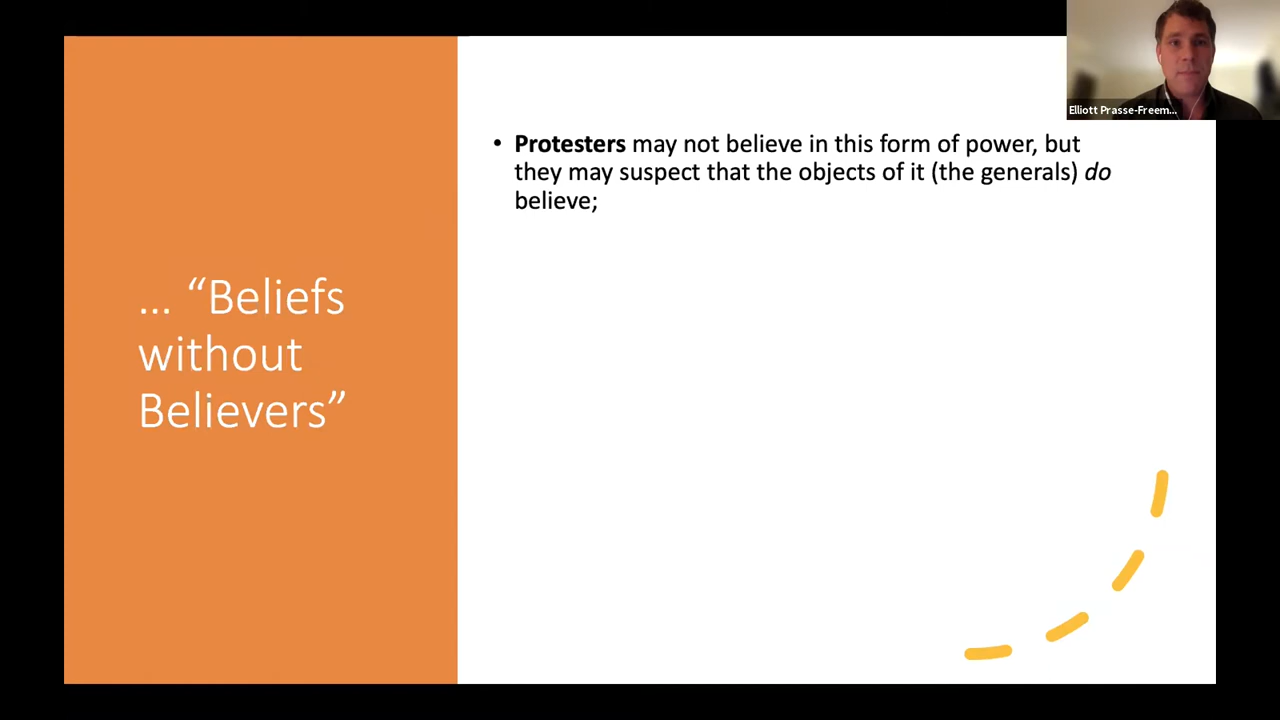 ... “Beliefs
without
Believers”
• Protesters may not believe in this form of power, but
they may suspect that the objects of it (the generals) do
believe;
Elliott Prasse-Freem...